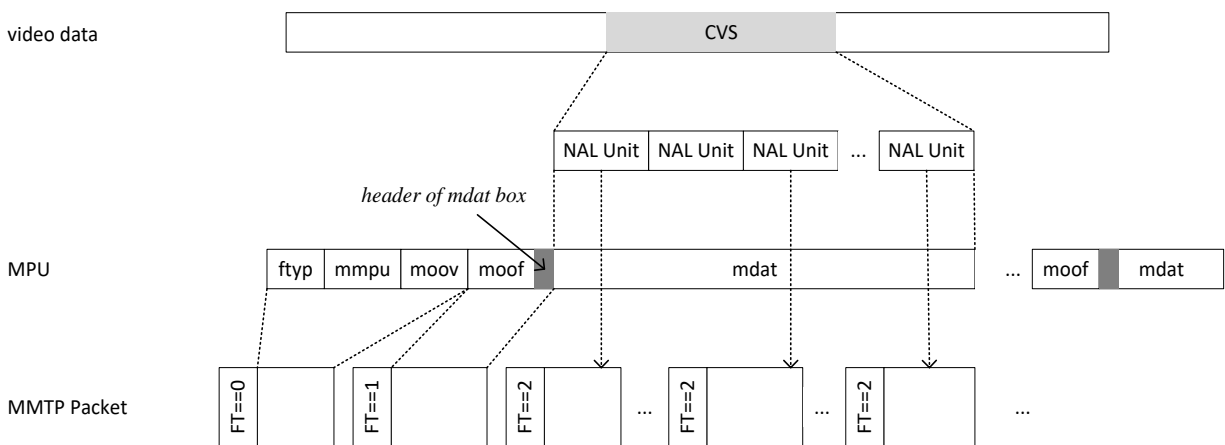 video data
CVS
NAL Unit NAL Unit NAL Unit ... NAL Unit
header of mdat box
MPU
ftyp mmpu moov moof mdat ... moof mdat
MMTP Packet
FT==0 FT==1 FT==2 ... FT==2 ... FT==2 ...